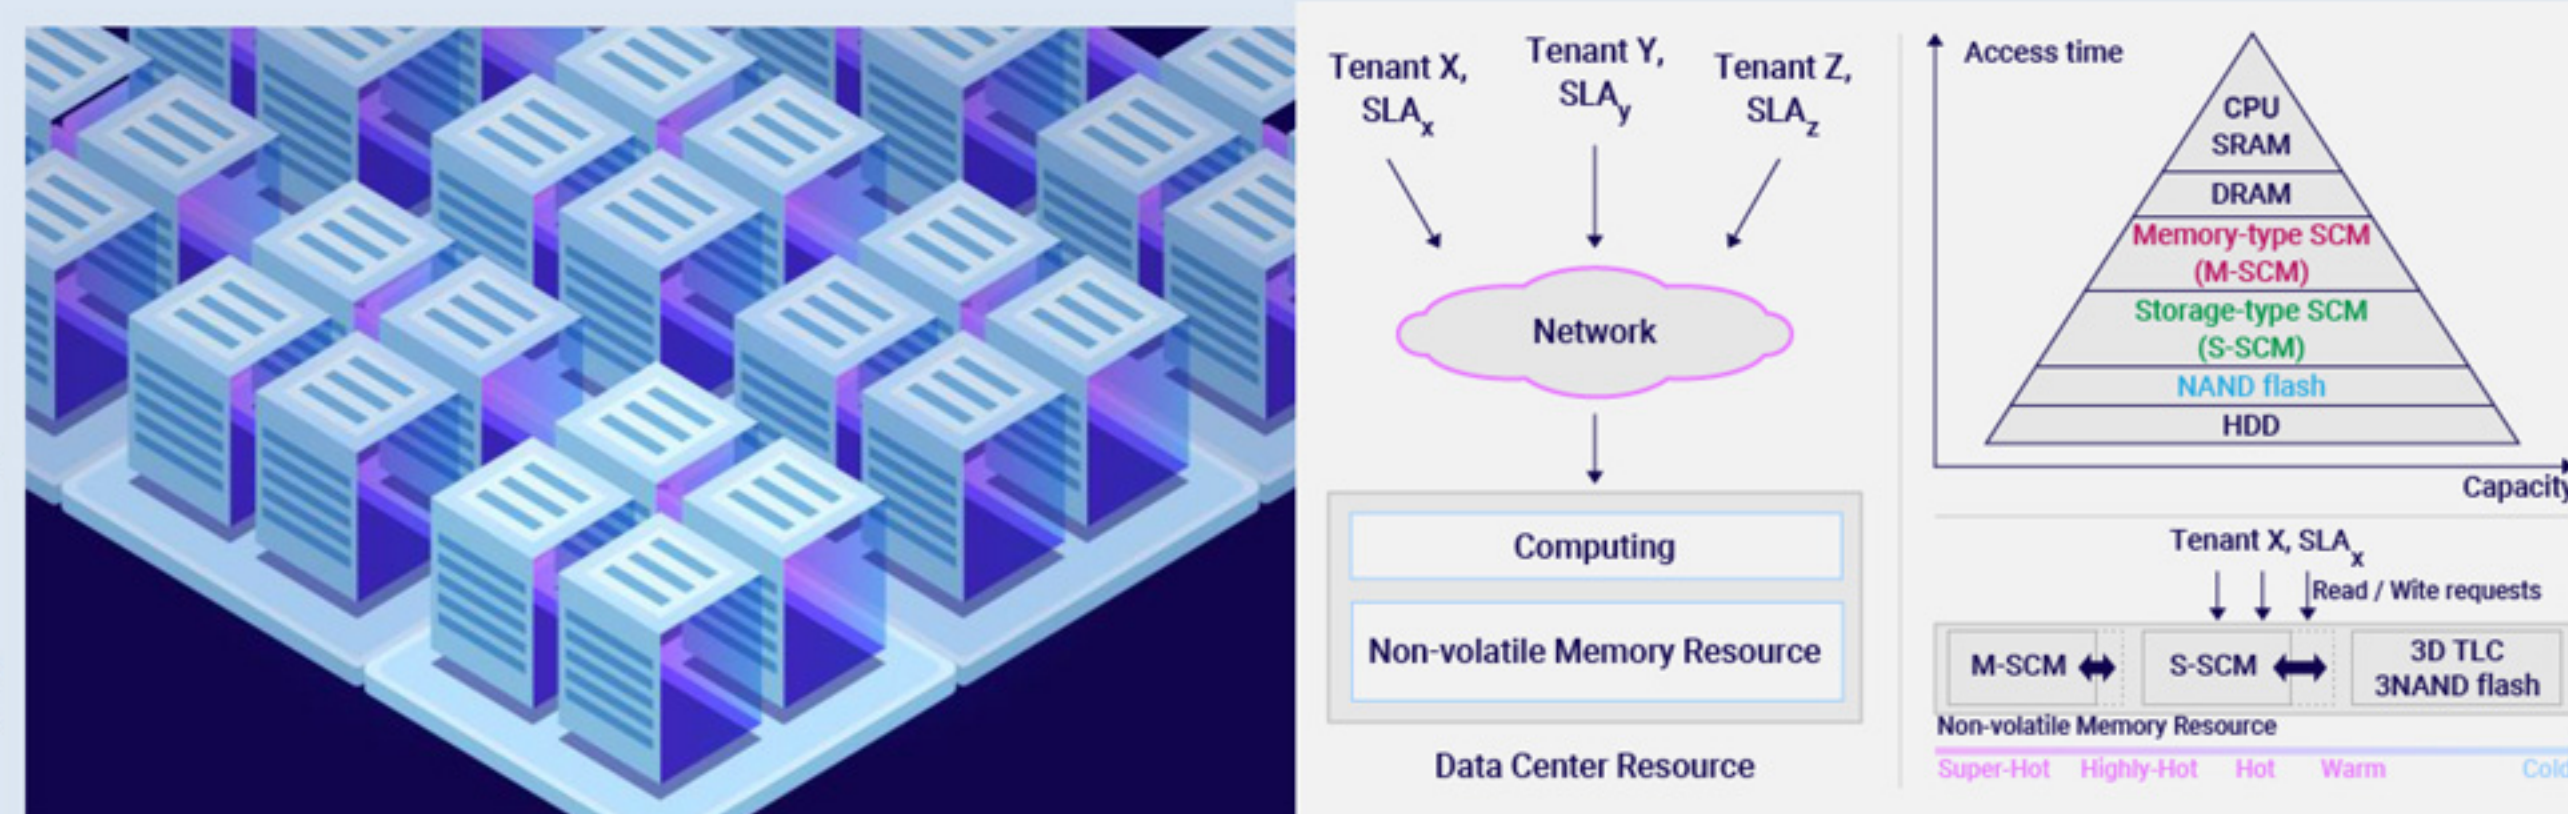 Tenant X,
SLAx
Tenant Y,
SLAy
Tenant Z,
SLAz
Network
Computing
Non-volatile Memory Resource
Data Center Resource
Access time
CPU
SRAM
DRAM
Memory-type SCM
(M-SCM)
Storage-type SCM
(S-SCM)
NAND flash
HDD
Capacity
Tenant X, SLAx
Read / Wite requests
M-SCM
S-SCM
3D TLC
3NAND flash
Non-volatile Memory Resource
Super-Hot Highly-Hot Hot Warm Cold